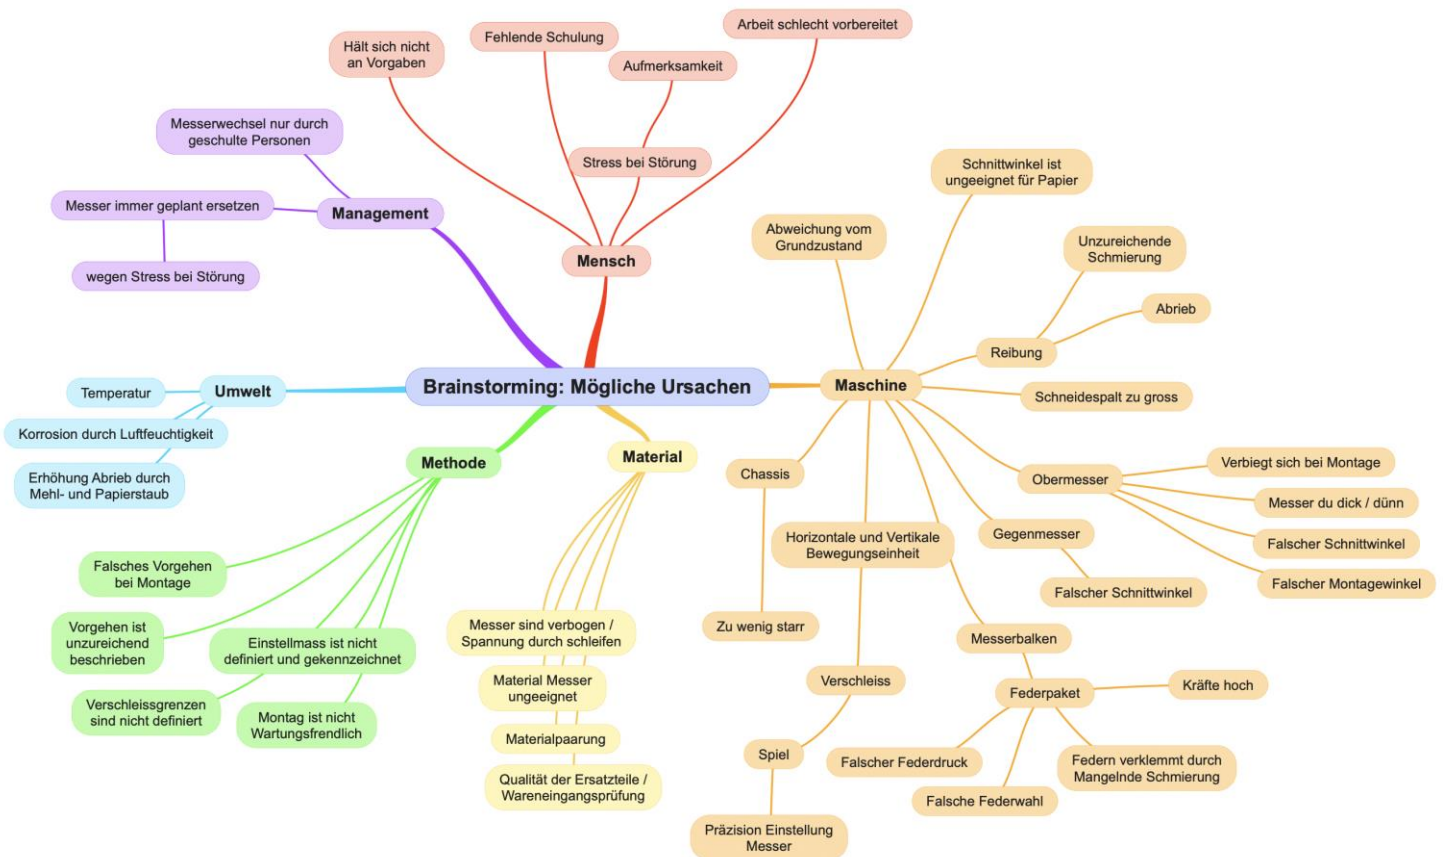 Arbeit schlecht vorbereitet
Fehlende Schulung
Hält sich nicht
an Vorgaben
Aufmerksamkeit
Stress bei Störung
Mensch
Messerwechsel nur durch
geschulte Personen
Messer immer geplant ersetzen
Management
wegen Stress bei Störung
Brainstorming: Mögliche Ursachen
Temperatur
Umwelt
Korrosion durch Luftfeuchtigkeit
Erhöhung Abrieb durch
Mehl- und Papierstaub
Methode
Falsches Vorgehen
bei Montage
Vorgehen ist
unzureichend
beschrieben
Einstellmass ist nicht
definiert und gekennzeichnet
Verschleissgrenzen
sind nicht definiert
Montag ist nicht
Wartungsfrendlich
Material
Messer sind verbogen /
Spannung durch schleifen
Material Messer
ungeeignet
Materialpaarung
Qualität der Ersatzteile /
Wareneingangsprüfung
Maschine
Abweichung vom
Grundzustand
Schnittwinkel ist
ungeeignet für Papier
Unzureichende
Schmierung
Abrieb
Reibung
Schneidespalt zu gross
Obermesser
Verbiegt sich bei Montage
Messer du dick / dünn
Falscher Schnittwinkel
Falscher Montagewinkel
Gegenmesser
Falscher Schnittwinkel
Chassis
Zu wenig starr
Horizontale und Vertikale
Bewegungseinheit
Verschleiss
Spiel
Präzision Einstellung
Messer
Messerbalken
Federpaket
Kräfte hoch
Falscher Federdruck
Falsche Federwahl
Federn verklemmt durch
Mangelnde Schmierung